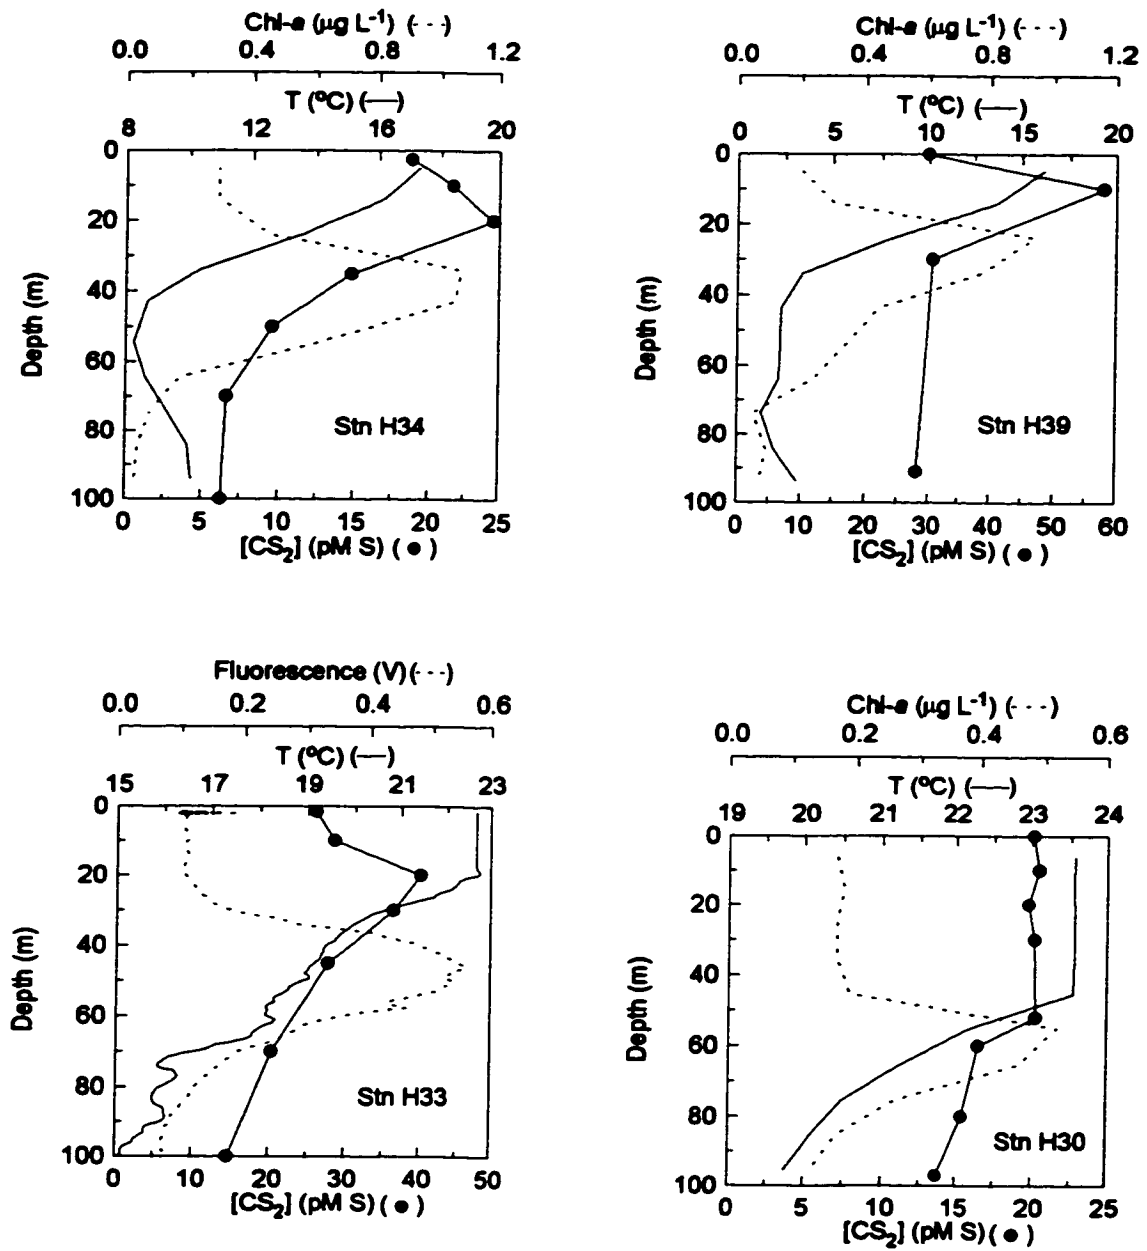 Chl-a (µg L-1) (---)
0.0 0.4 0.8 1.2
T (ºC) (—)
8 12 16 20
0
20
40
60
80
100
Depth (m)
Stn H34
0 5 10 15 20 25
[CS2] (pM S) ( ● )
Chl-a (µg L-1) (---)
0.0 0.4 0.8 1.2
T (ºC) (—)
0 5 10 15 20
0
20
40
60
80
100
Depth (m)
Stn H39
0 10 20 30 40 50 60
[CS2] (pM S) ( ● )
Fluorescence (V) (---)
0.0 0.2 0.4 0.6
T (ºC) (—)
15 17 19 21 23
0
20
40
60
80
100
Depth (m)
Stn H33
0 10 20 30 40 50
[CS2] (pM S) ( ● )
Chl-a (µg L-1) (---)
0.0 0.2 0.4 0.6
T (ºC) (—)
19 20 21 22 23 24
0
20
40
60
80
100
Depth (m)
Stn H30
0 5 10 15 20 25
[CS2] (pM S) ( ● )